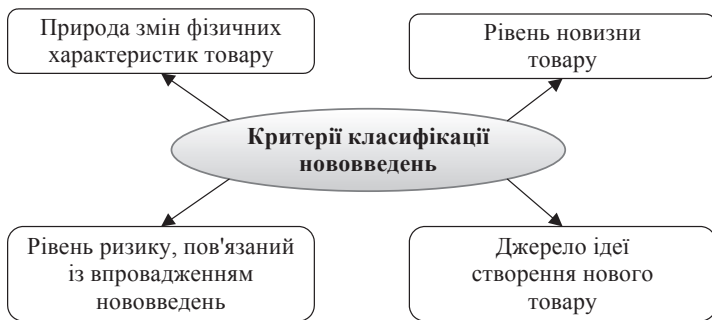 Природа змін фізичних
характеристик товару
Рівень новизни
товару
Критерії класифікації
нововведень
Рівень ризику, пов'язаний
із впровадженням
нововведень
Джерело ідеї
створення нового
товару